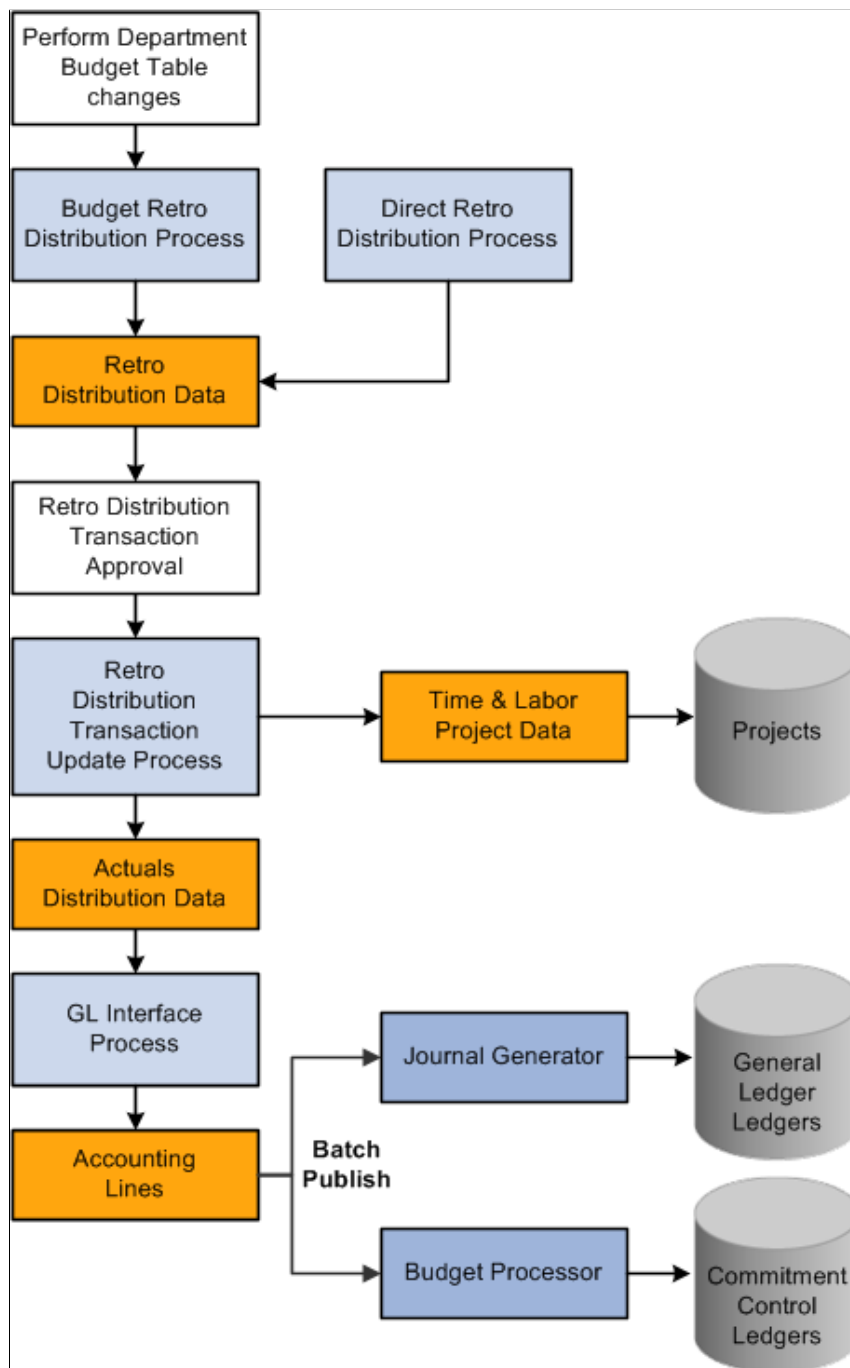 Perform Department
Budget Table
changes
Budget Retro
Distribution Process
Direct Retro
Distribution Process
Retro
Distribution Data
Retro Distribution
Transaction
Approval
Retro
Distribution
Transaction
Update Process
Time & Labor
Project Data
Projects
Actuals
Distribution Data
GL Interface
Process
Journal Generator
General
Ledger
Ledgers
Accounting
Lines
Batch
Publish
Budget Processor
Commitment
Control
Ledgers